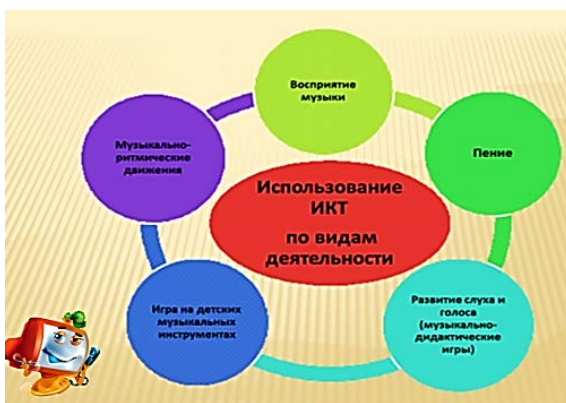 Восприятие
музыки
Музыкально-
ритмические
движения
Пение
Использование
ИКТ
по видам
деятельности
Игра на детских
музыкальных
инструментах
Развитие слуха и
голоса
(музыкально-
дидактические
игры)